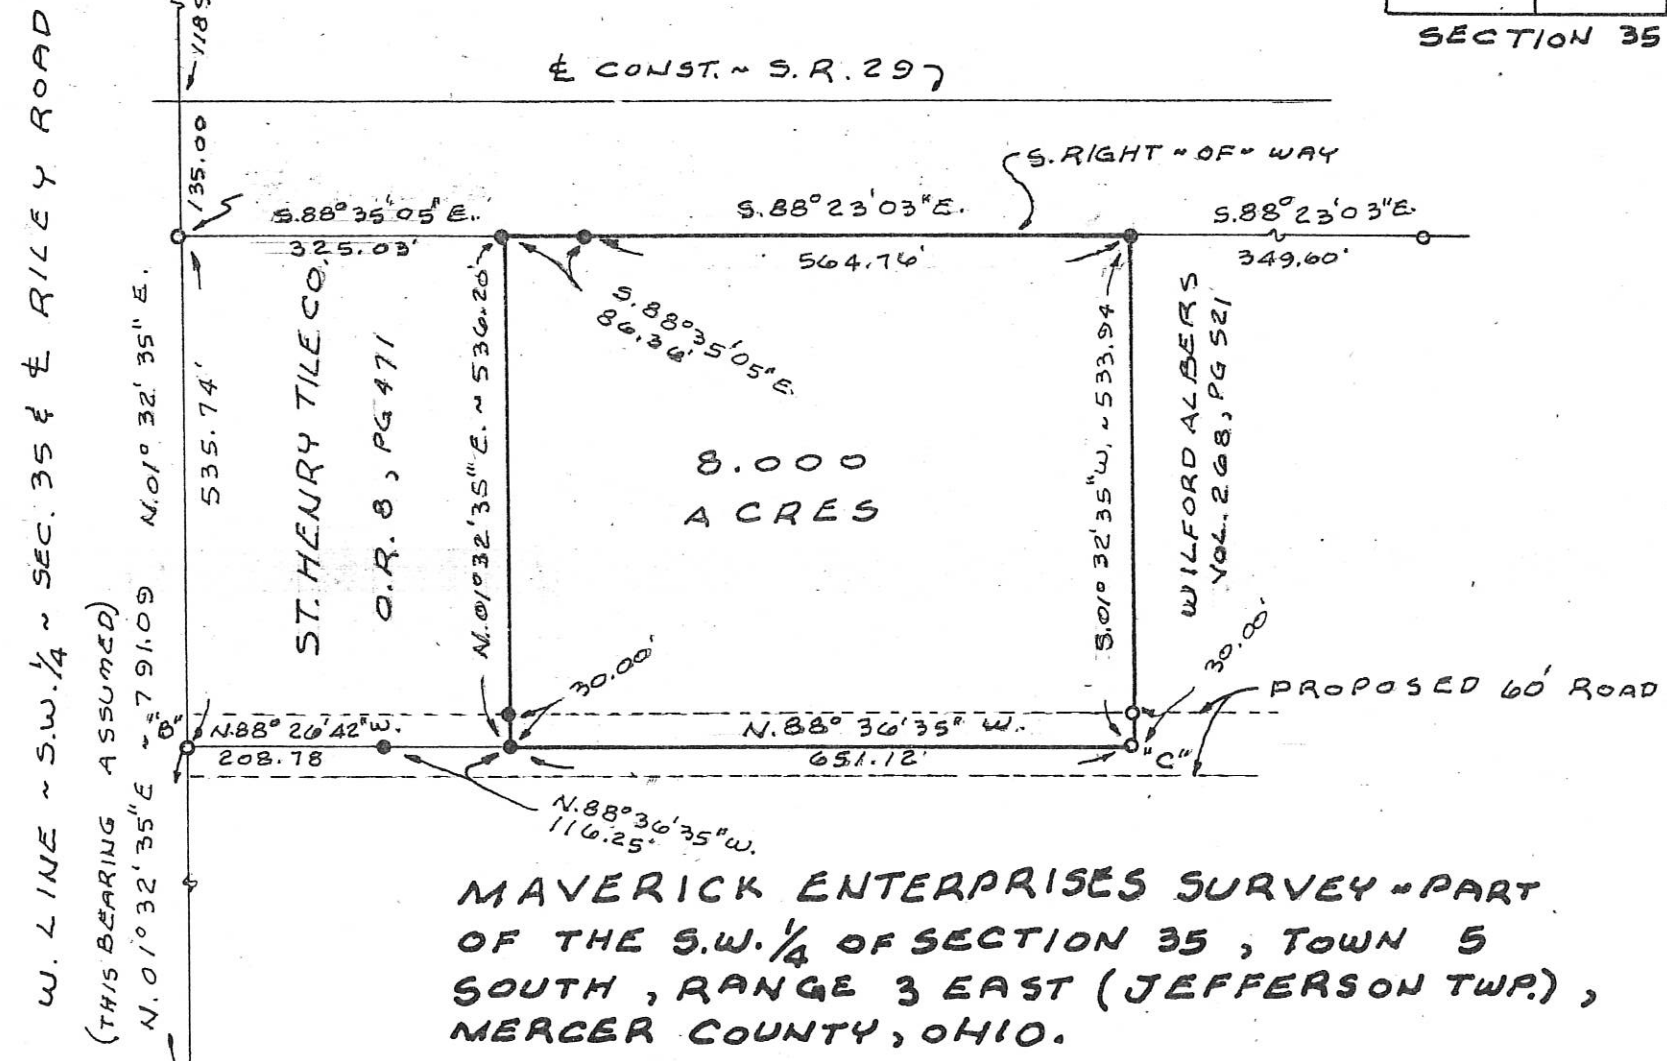 SECTION 35
℄ CONST. ~ S.R. 297
135.00
S.RIGHT ~ OF ~ WAY
S.88° 35' 05" E.
325.03'
S.88° 23' 03" E.
564.76'
S.88° 23' 03" E.
349.60'
S.88° 35' 05" E.
86.36'
W. LINE ~ S.W. 1/4 ~ SEC. 35 & ℄ RILEY ROAD
(THIS BEARING ASSUMED)
N.01° 32' 35" E ~ 791.09
N.01° 32' 35" E.
535.74'
ST. HENRY TILE CO.
O.R. 8, PG 471
N.01° 32' 35" E. ~ 536.20'
8.000
ACRES
S.01° 32' 35" W. ~ 533.94
WILFORD ALBERS
VOL. 268, PG 521
30.00'
30.00'
PROPOSED 60' ROAD
"B"
N.88° 26' 42" W.
208.78
N.88° 36' 35" W.
651.12'
"C"
N.88° 36' 35" W.
116.25'
MAVERICK ENTERPRISES SURVEY ~ PART
OF THE S.W. 1/4 OF SECTION 35, TOWN 5
SOUTH, RANGE 3 EAST (JEFFERSON TWP.),
MERCER COUNTY, OHIO.